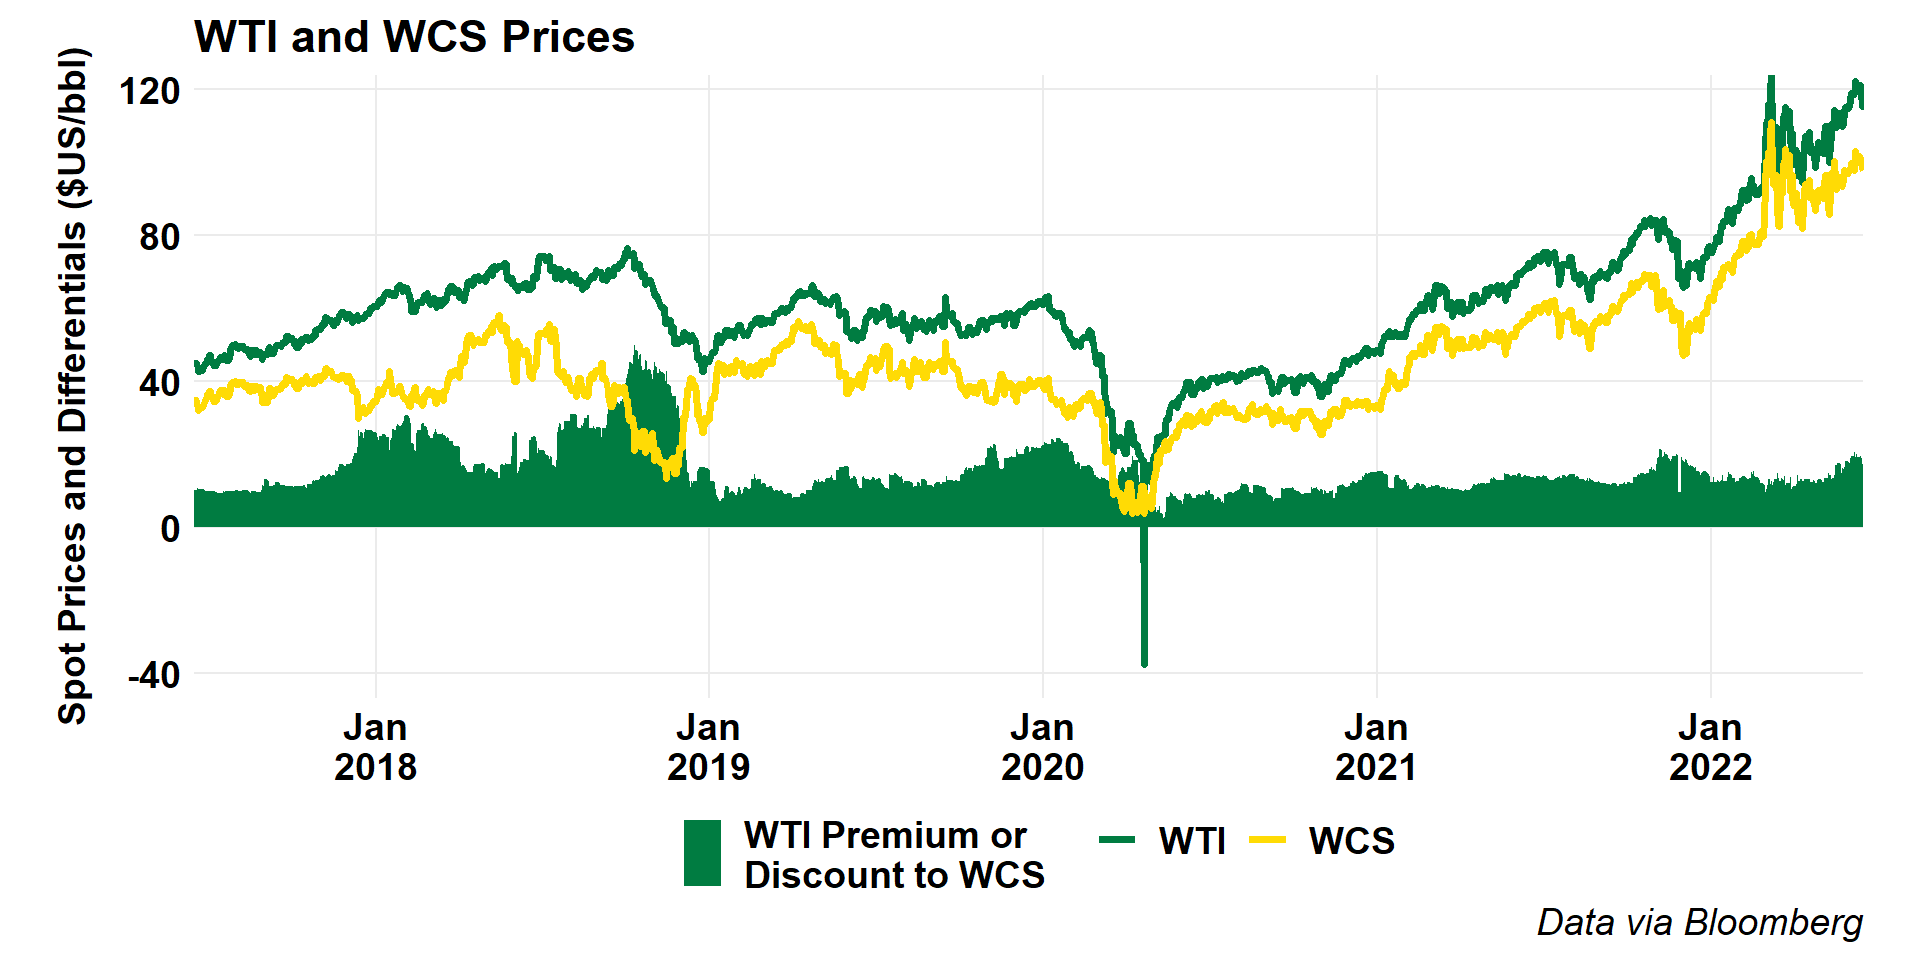 WTI and WCS Prices
Spot Prices and Differentials ($US/bbl)
120
80
40
0
-40
Jan
2018
Jan
2019
Jan
2020
Jan
2021
Jan
2022
WTI Premium or
Discount to WCS
WTI
WCS
Data via Bloomberg